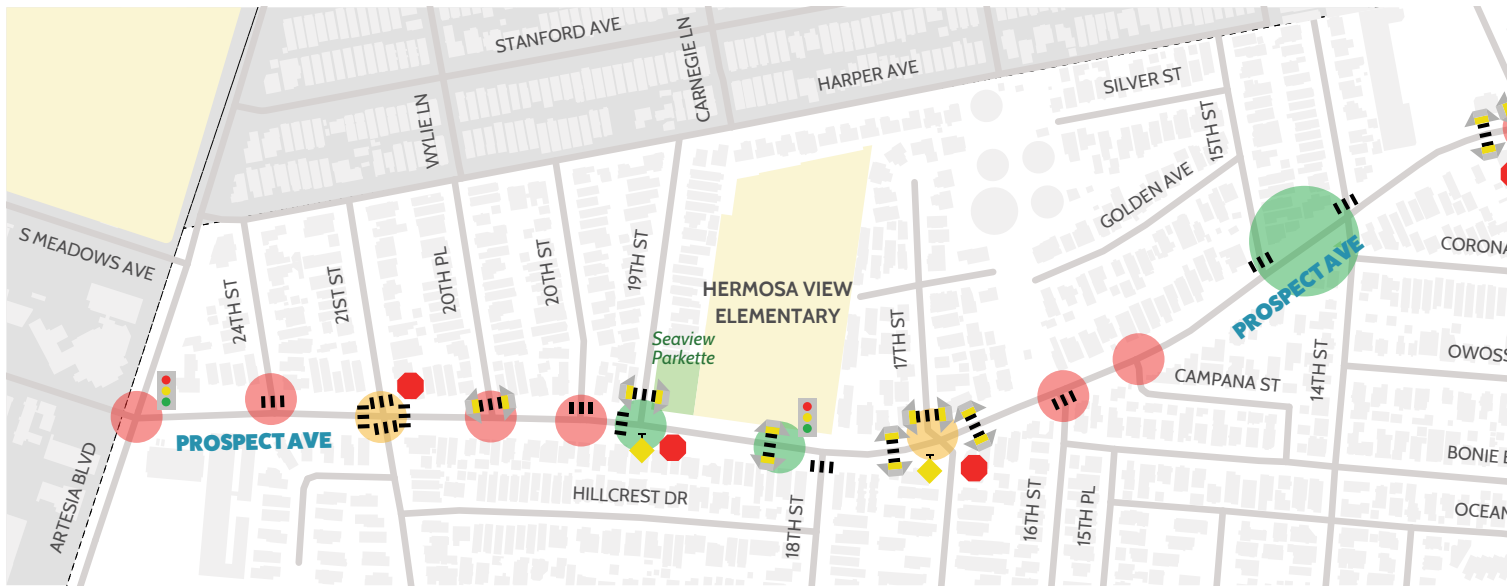 STANFORD AVE
CARNEGIE LN
HARPER AVE
SILVER ST
WYLIE LN
15TH ST
GOLDEN AVE
S MEADOWS AVE
24TH ST
21ST ST
20TH PL
20TH ST
19TH ST
HERMOSA VIEW
ELEMENTARY
Seaview
Parkette
17TH ST
PROSPECT AVE
CORONA
OWOSS
14TH ST
CAMPANA ST
PROSPECT AVE
ARTESIA BLVD
HILLCREST DR
18TH ST
16TH ST
15TH PL
BONIE B
OCEAN